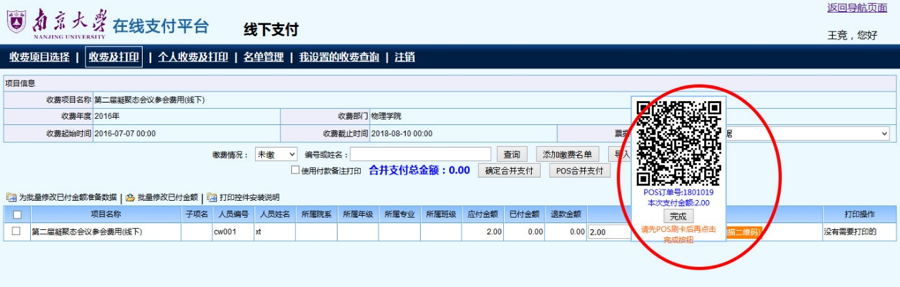 返回导航页面
南京大学 在线支付平台 线下支付
NANJING UNIVERSITY
王竞，您好
收费项目选择 | 收费及打印 | 个人收费及打印 | 名单管理 | 我设置的收费查询 | 注销
项目信息
收费项目名称 第二届凝聚态会议参会费用(线下)
收费年度 2016年 收费部门 物理学院
收费起始时间 2016-07-07 00:00 收费截止时间 2018-08-10 00:00 票据
缴费情况： 未缴 编号或姓名： 查询 添加缴费名单 导入
使用付款备注打印 合并支付总金额：0.00 确定合并支付 POS合并支付
POS订单号:1801019
本次支付金额:2.00
完成
请先POS刷卡后再点击
完成按钮
为批量修改已付金额准备数据 | 批量修改已付金额 | 打印控件安装说明
项目名称 子项名 人员编号 人员姓名 所属院系 所属年级 所属专业 所属班级 应付金额 已付金额 退款金额 打印操作
第二届凝聚态会议参会费用(线下) cw001 xt 2.00 0.00 0.00 2.00 描二维码) 没有需要打印的